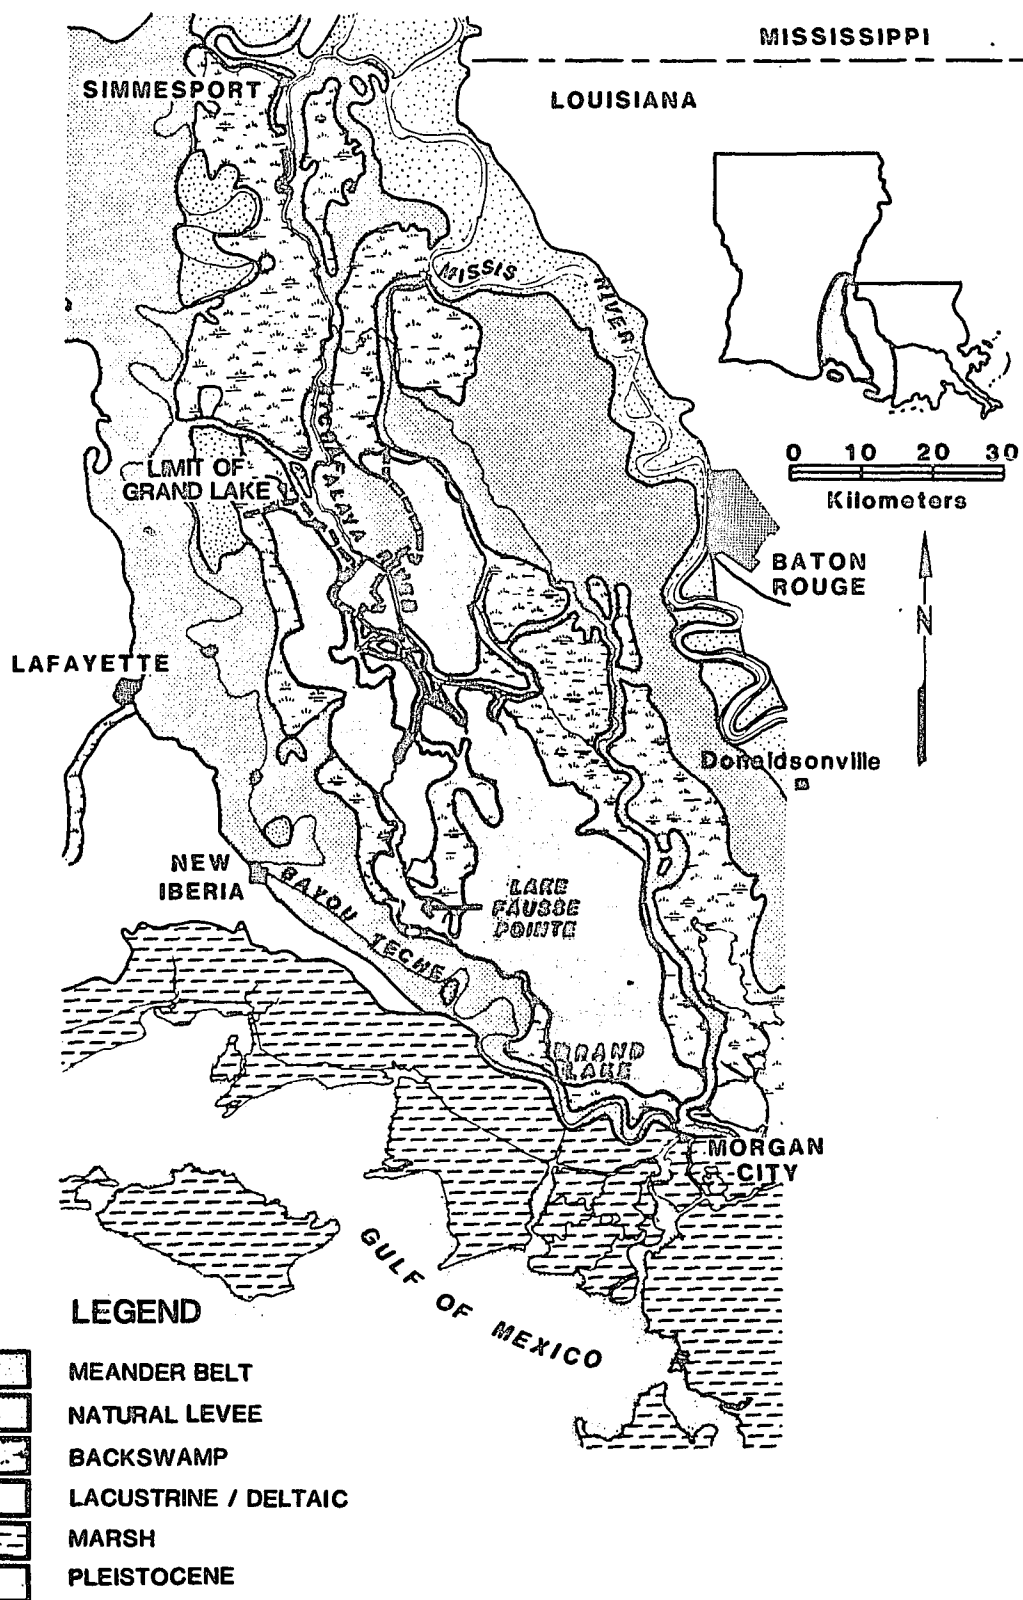 MISSISSIPPI
SIMMESPORT
LOUISIANA
MISSIS
RIVER
0 10 20 30
Kilometers
LIMIT OF
GRAND LAKE
ATCHAFALAYA RIVER
BATON
ROUGE
N
LAFAYETTE
Donaldsonville
NEW
IBERIA
BAYOU TECHE
LAKE
FAUSSE
POINTE
GRAND
LAKE
MORGAN
CITY
GULF OF MEXICO
LEGEND
MEANDER BELT
NATURAL LEVEE
BACKSWAMP
LACUSTRINE / DELTAIC
MARSH
PLEISTOCENE